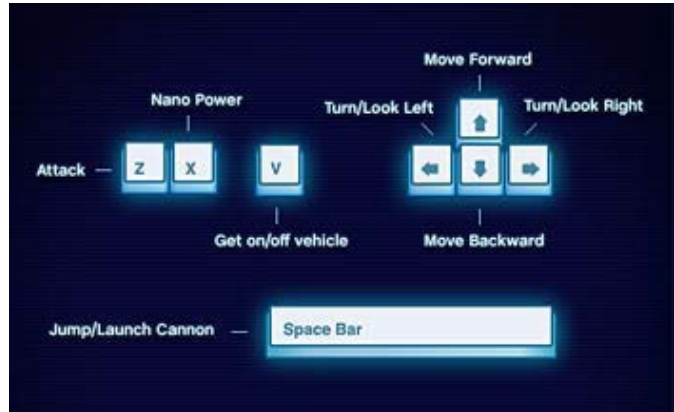 Move Forward
Nano Power
Turn/Look Left
Turn/Look Right
Attack
Z
X
V
Get on/off vehicle
Move Backward
Jump/Launch Cannon
Space Bar